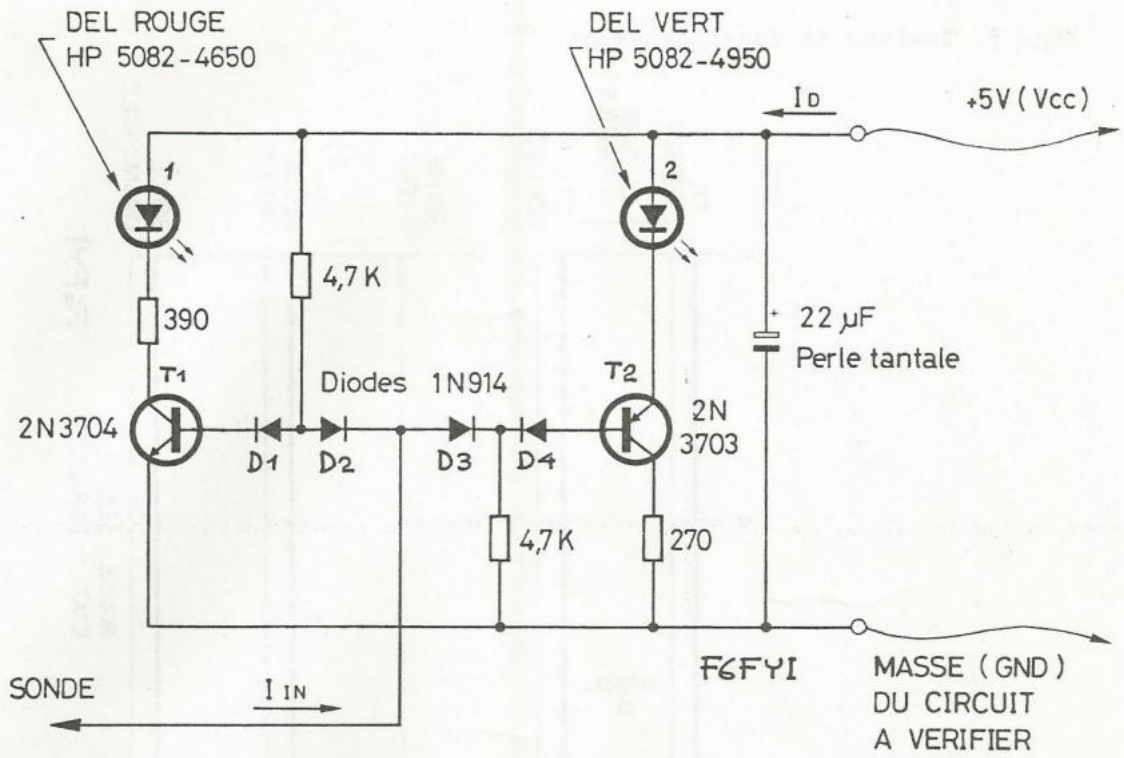 DEL ROUGE
HP 5082-4650
DEL VERT
HP 5082-4950
ID
+5V (Vcc)
1
2
4,7 K
390
+
22 µF
Perle tantale
T1
Diodes 1N914
T2
2N3704
2N
3703
D1
D2
D3
D4
4,7 K
270
F6FYI
MASSE (GND)
DU CIRCUIT
A VERIFIER
SONDE
I IN